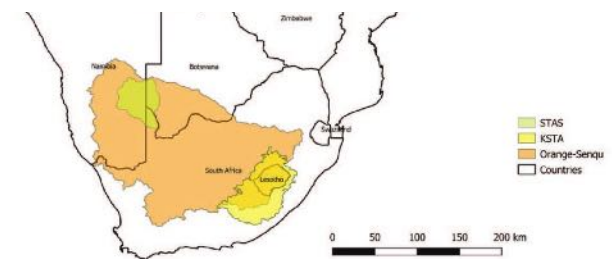 Zimbabwe
Namibia
Botswana
Swaziland
South Africa
Lesotho
STAS
KSTA
Orange-Senqu
Countries
0 50 100 150 200 km